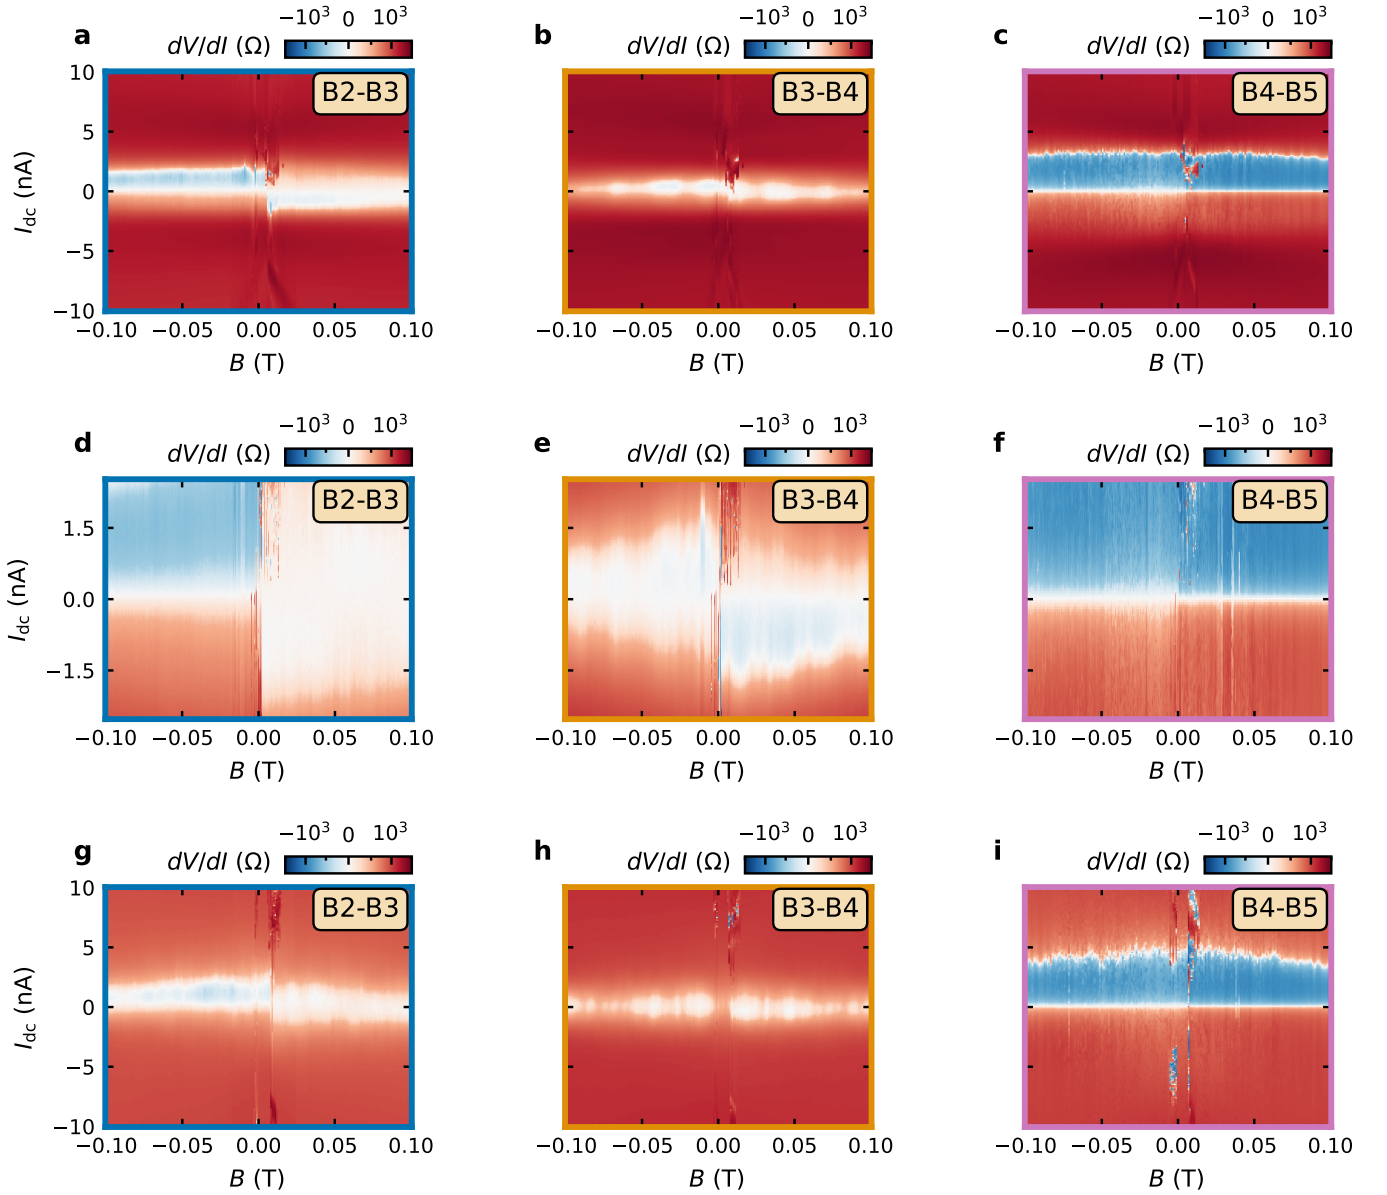 a dV/dI (Ω) −10³ 0 10³
B2-B3
10
5
0
−5
−10
I_dc (nA)
−0.10 −0.05 0.00 0.05 0.10
B (T)
b dV/dI (Ω) −10³ 0 10³
B3-B4
−0.10 −0.05 0.00 0.05 0.10
B (T)
c dV/dI (Ω) −10³ 0 10³
B4-B5
−0.10 −0.05 0.00 0.05 0.10
B (T)
d dV/dI (Ω) −10³ 0 10³
B2-B3
1.5
0.0
−1.5
I_dc (nA)
−0.10 −0.05 0.00 0.05 0.10
B (T)
e dV/dI (Ω) −10³ 0 10³
B3-B4
−0.10 −0.05 0.00 0.05 0.10
B (T)
f dV/dI (Ω) −10³ 0 10³
B4-B5
−0.10 −0.05 0.00 0.05 0.10
B (T)
g dV/dI (Ω) −10³ 0 10³
B2-B3
10
5
0
−5
−10
I_dc (nA)
−0.10 −0.05 0.00 0.05 0.10
B (T)
h dV/dI (Ω) −10³ 0 10³
B3-B4
−0.10 −0.05 0.00 0.05 0.10
B (T)
i dV/dI (Ω) −10³ 0 10³
B4-B5
−0.10 −0.05 0.00 0.05 0.10
B (T)